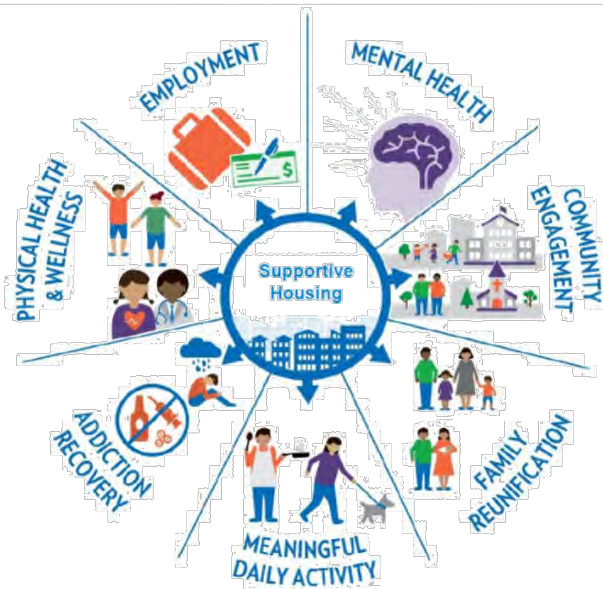 EMPLOYMENT
MENTAL HEALTH
PHYSICAL HEALTH
& WELLNESS
COMMUNITY
ENGAGEMENT
Supportive
Housing
$
ADDICTION
RECOVERY
FAMILY
REUNIFICATION
MEANINGFUL
DAILY ACTIVITY